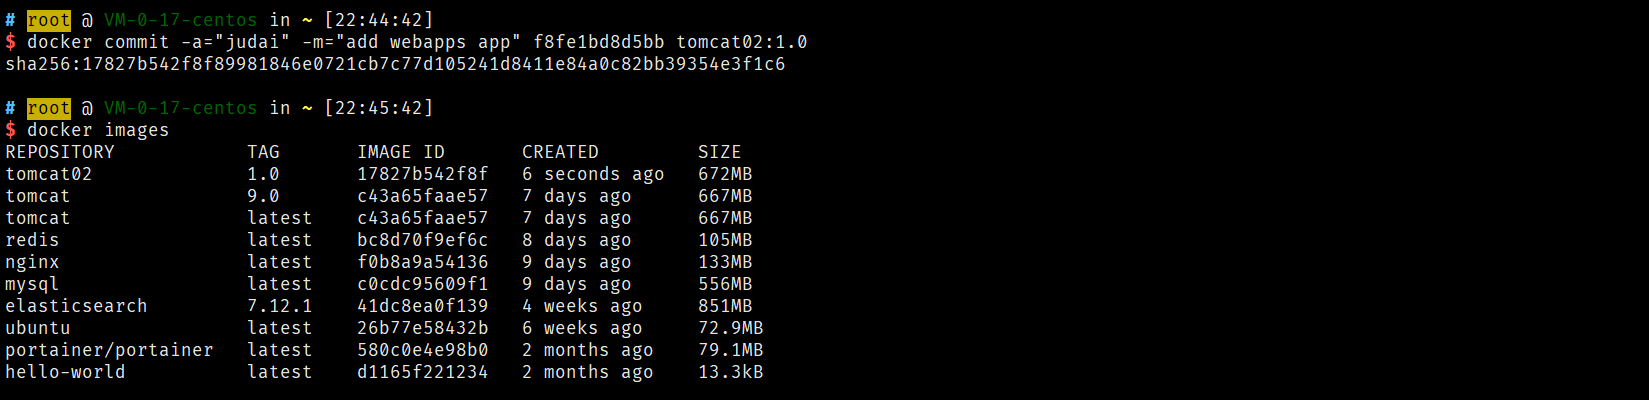 # root @ VM-0-17-centos in ~ [22:44:42]
$ docker commit -a="judai" -m="add webapps app" f8fe1bd8d5bb tomcat02:1.0
sha256:17827b542f8f89981846e0721cb7c77d105241d8411e84a0c82bb39354e3f1c6
# root @ VM-0-17-centos in ~ [22:45:42]
$ docker images
REPOSITORY TAG IMAGE ID CREATED SIZE
tomcat02 1.0 17827b542f8f 6 seconds ago 672MB
tomcat 9.0 c43a65faae57 7 days ago 667MB
tomcat latest c43a65faae57 7 days ago 667MB
redis latest bc8d70f9ef6c 8 days ago 105MB
nginx latest f0b8a9a54136 9 days ago 133MB
mysql latest c0cdc95609f1 9 days ago 556MB
elasticsearch 7.12.1 41dc8ea0f139 4 weeks ago 851MB
ubuntu latest 26b77e58432b 6 weeks ago 72.9MB
portainer/portainer latest 580c0e4e98b0 2 months ago 79.1MB
hello-world latest d1165f221234 2 months ago 13.3kB